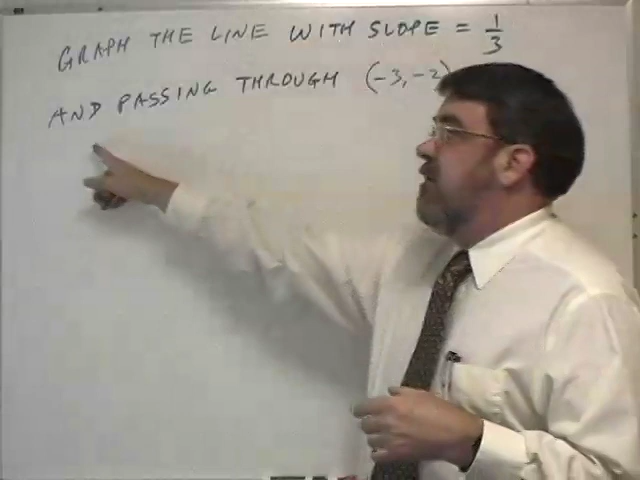 GRAPH THE LINE WITH SLOPE = 1/3
AND PASSING THROUGH (-3, -2)